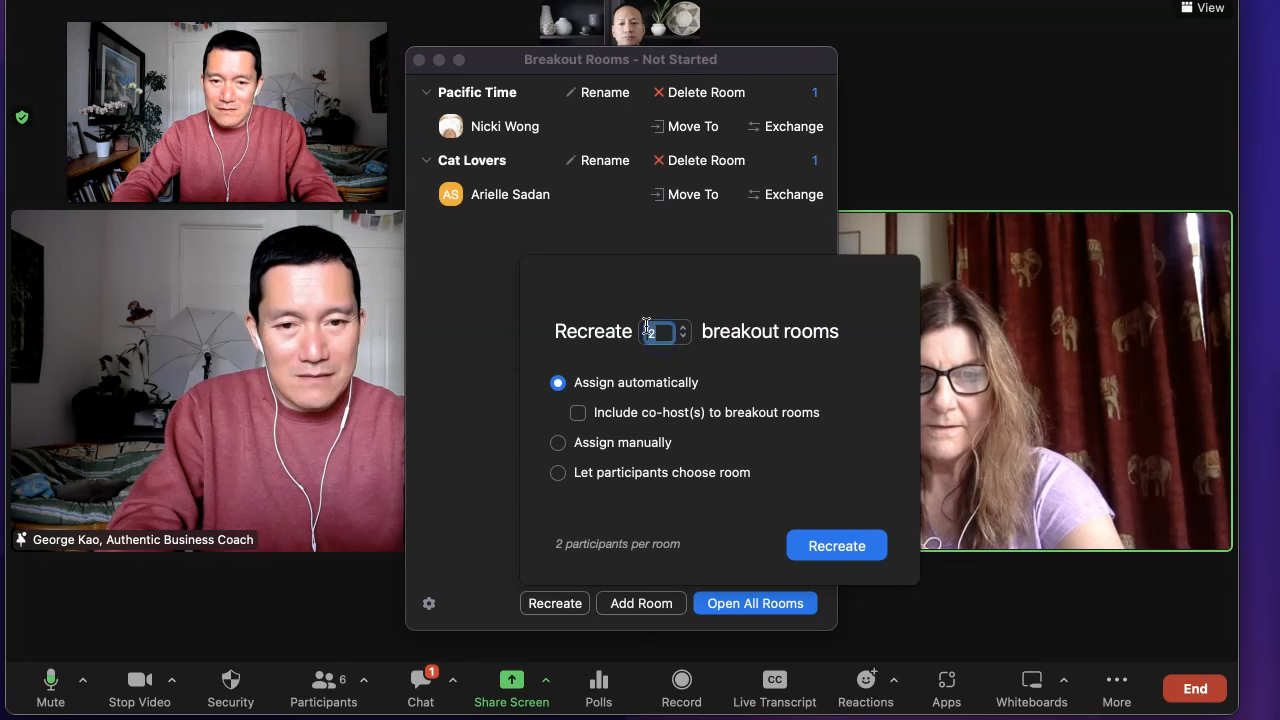 View
Breakout Rooms - Not Started
Pacific Time Rename Delete Room 1
Nicki Wong Move To Exchange
Cat Lovers Rename Delete Room 1
AS Arielle Sadan Move To Exchange
Recreate 2 breakout rooms
Assign automatically
Include co-host(s) to breakout rooms
Assign manually
Let participants choose room
George Kao, Authentic Business Coach
2 participants per room Recreate
Recreate Add Room Open All Rooms
6 1 CC
Mute Stop Video Security Participants Chat Share Screen Polls Record Live Transcript Reactions Apps Whiteboards More End